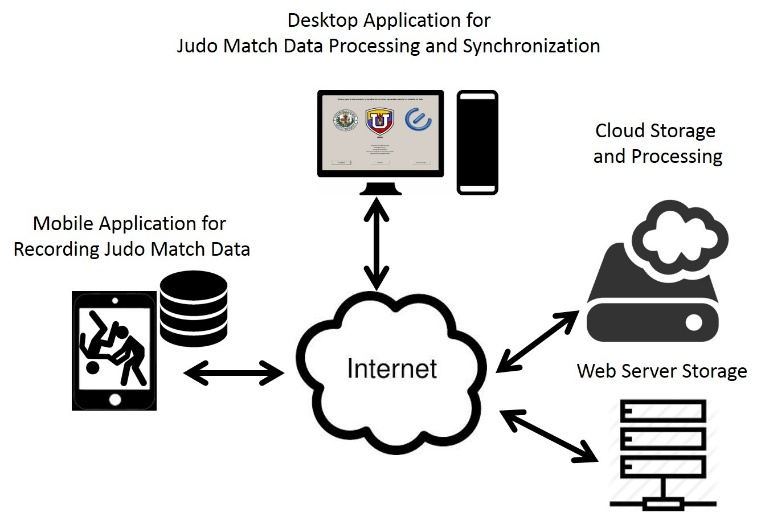 Desktop Application for
Judo Match Data Processing and Synchronization
Cloud Storage
and Processing
Mobile Application for
Recording Judo Match Data
Internet
Web Server Storage